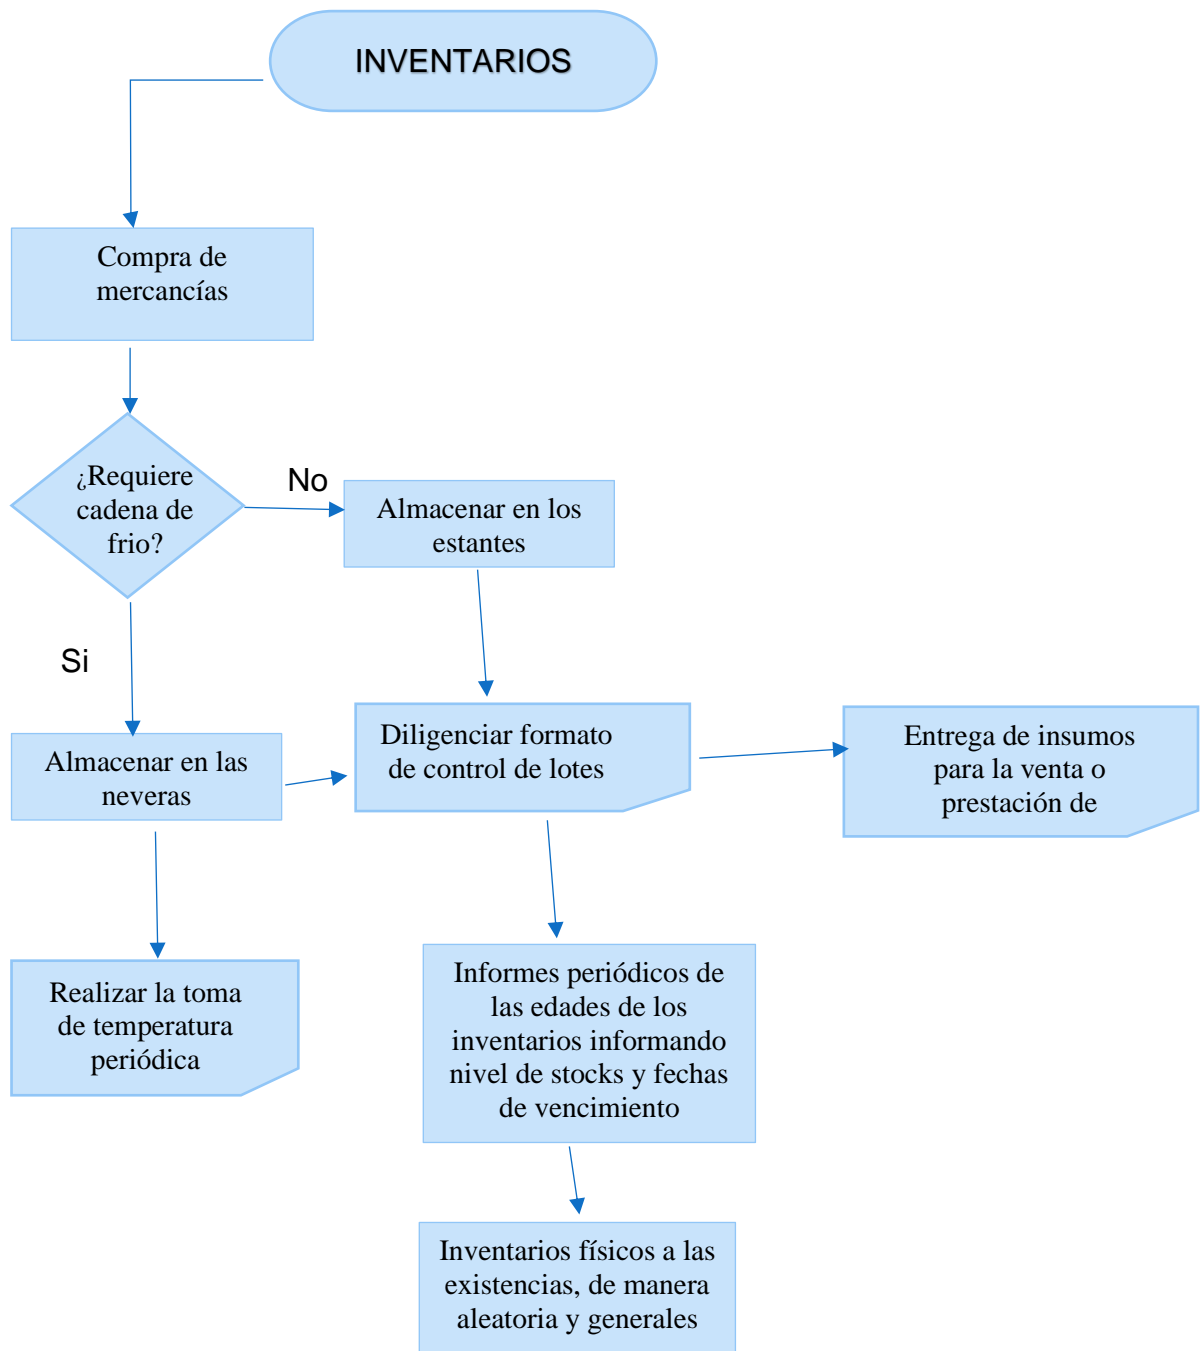 INVENTARIOS
Compra de
mercancías
¿Requiere
cadena de
frio?
No
Almacenar en los
estantes
Si
Almacenar en las
neveras
Diligenciar formato
de control de lotes
Entrega de insumos
para la venta o
prestación de
Realizar la toma
de temperatura
periódica
Informes periódicos de
las edades de los
inventarios informando
nivel de stocks y fechas
de vencimiento
Inventarios físicos a las
existencias, de manera
aleatoria y generales